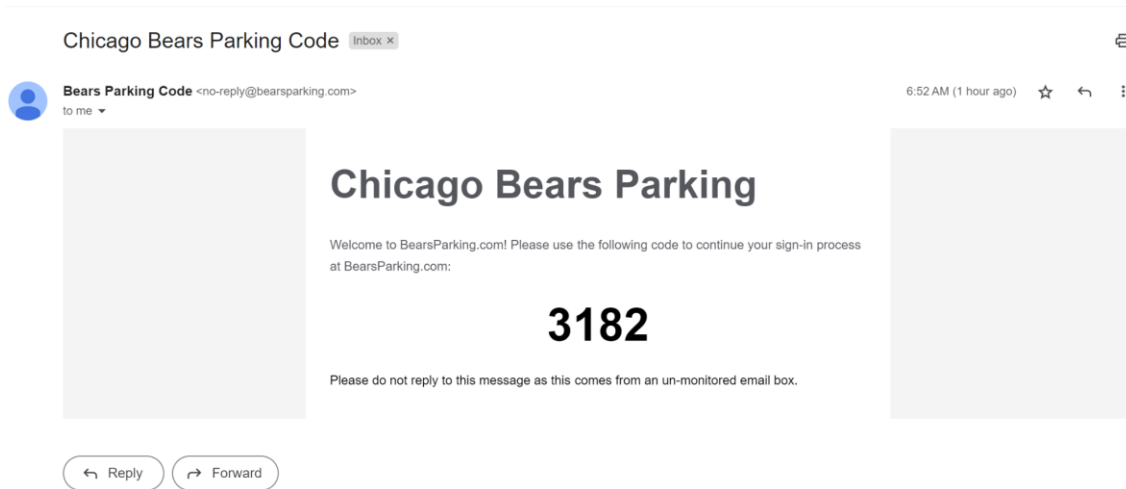 Chicago Bears Parking Code Inbox ×
Bears Parking Code <no-reply@bearsparking.com> 6:52 AM (1 hour ago)
to me
Chicago Bears Parking
Welcome to BearsParking.com! Please use the following code to continue your sign-in process
at BearsParking.com:
3182
Please do not reply to this message as this comes from an un-monitored email box.
Reply Forward